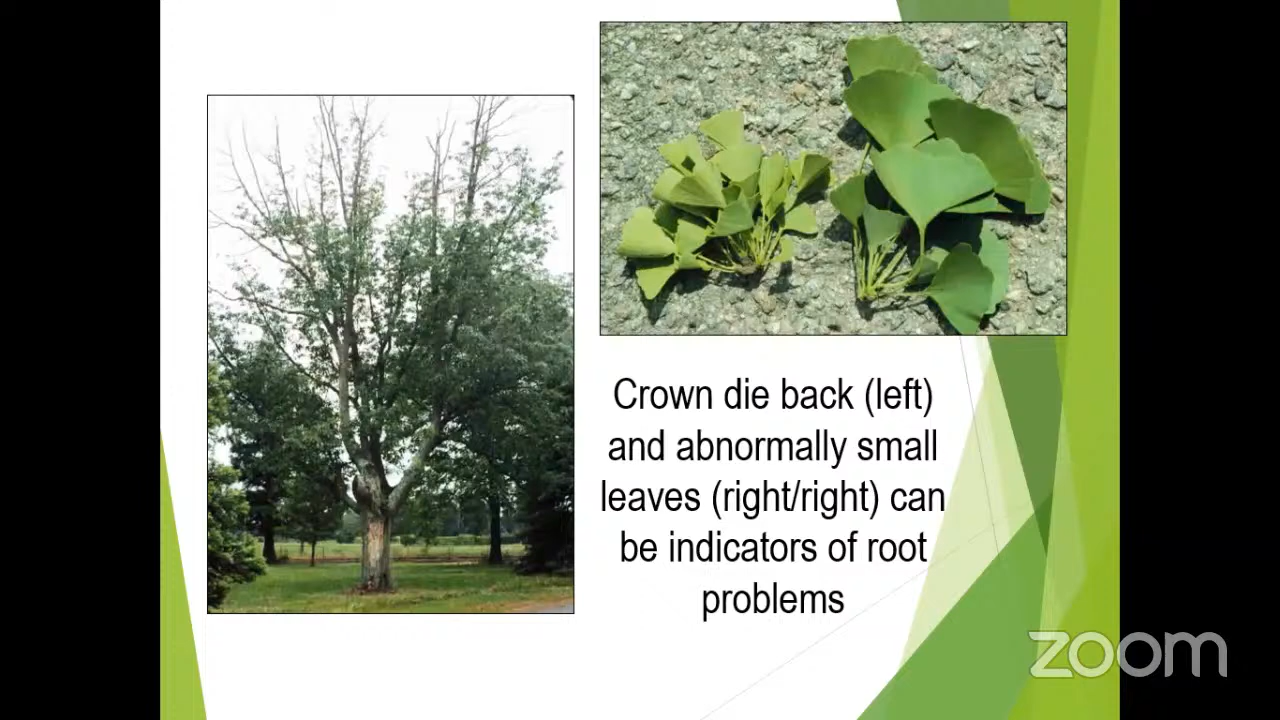 Crown die back (left)
and abnormally small
leaves (right/right) can
be indicators of root
problems
zoom